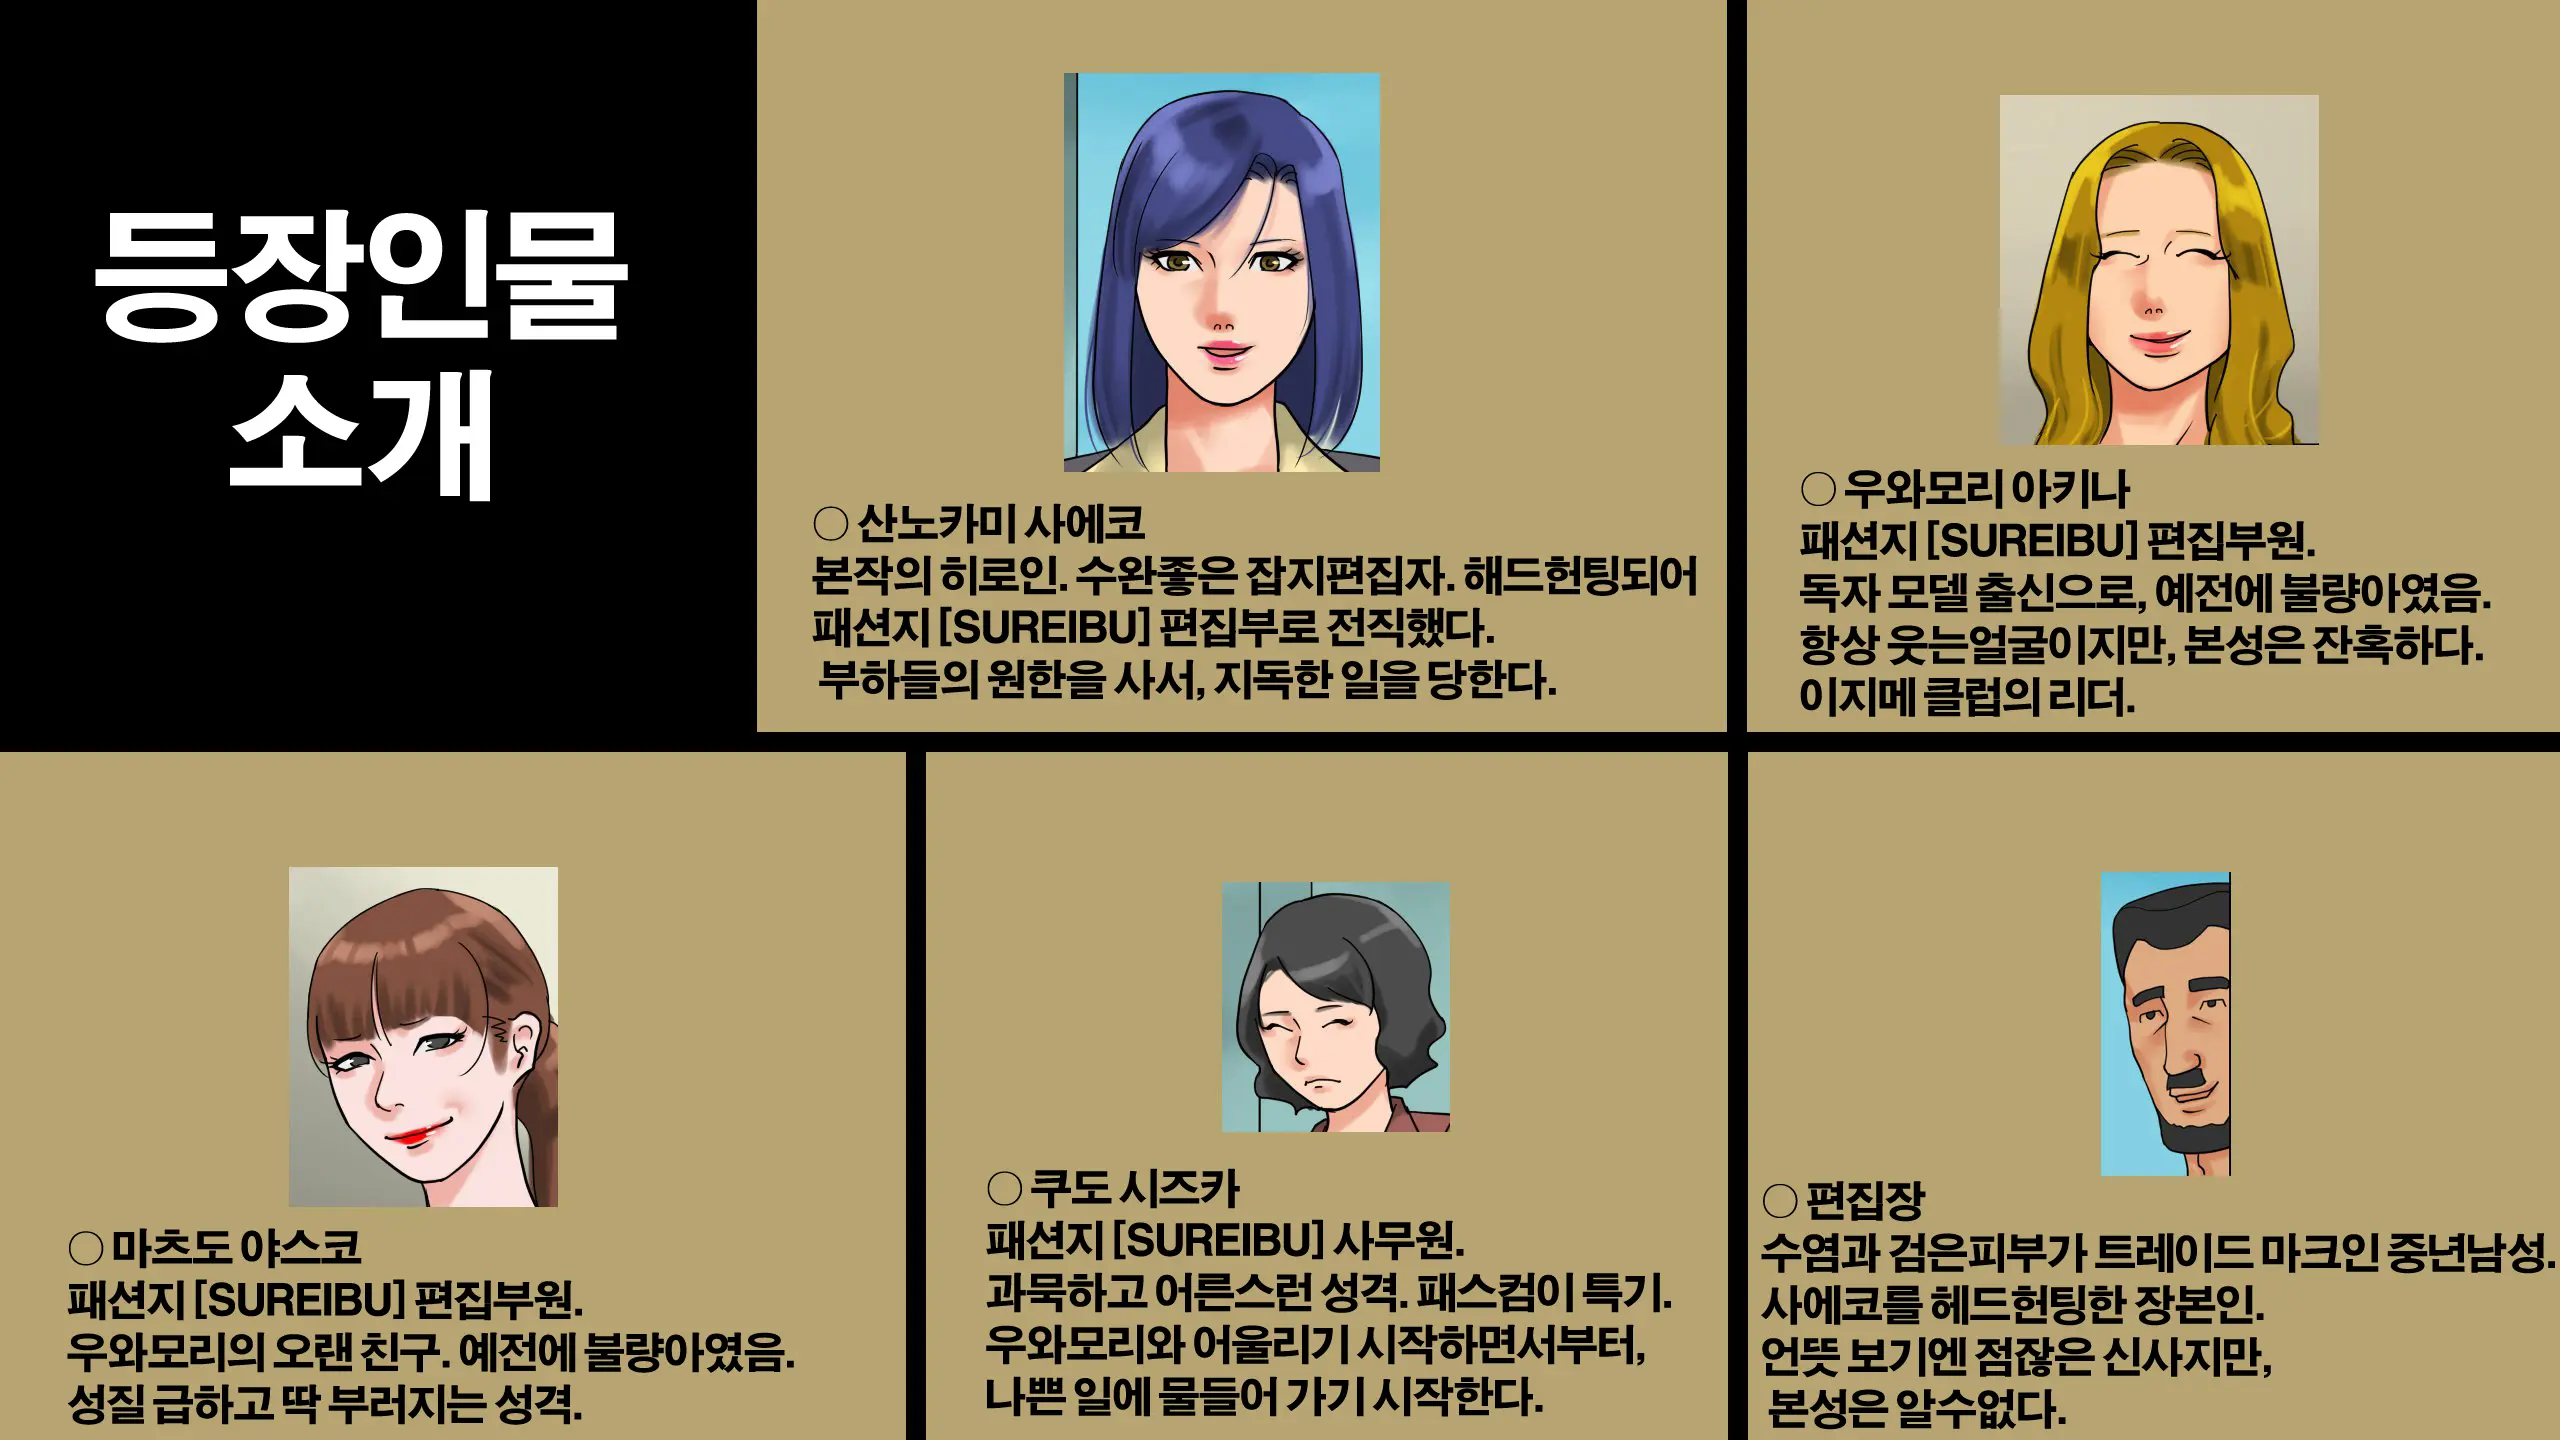 등장인물
소개
○ 산노카미 사에코
본작의 히로인. 수완좋은 잡지편집자. 해드헌팅되어
패션지 [SUREIBU] 편집부로 전직했다.
부하들의 원한을 사서, 지독한 일을 당한다.
○ 우와모리 아키나
패션지 [SUREIBU] 편집부원.
독자 모델 출신으로, 예전에 불량아였음.
항상 웃는얼굴이지만, 본성은 잔혹하다.
이지메 클럽의 리더.
○ 마츠도 야스코
패션지 [SUREIBU] 편집부원.
우와모리의 오랜 친구. 예전에 불량아였음.
성질 급하고 딱 부러지는 성격.
○ 쿠도 시즈카
패션지 [SUREIBU] 사무원.
과묵하고 어른스런 성격. 패스컴이 특기.
우와모리와 어울리기 시작하면서부터,
나쁜 일에 물들어 가기 시작한다.
○ 편집장
수염과 검은피부가 트레이드 마크인 중년남성.
사에코를 헤드헌팅한 장본인.
언뜻 보기엔 점잖은 신사지만,
본성은 알수없다.